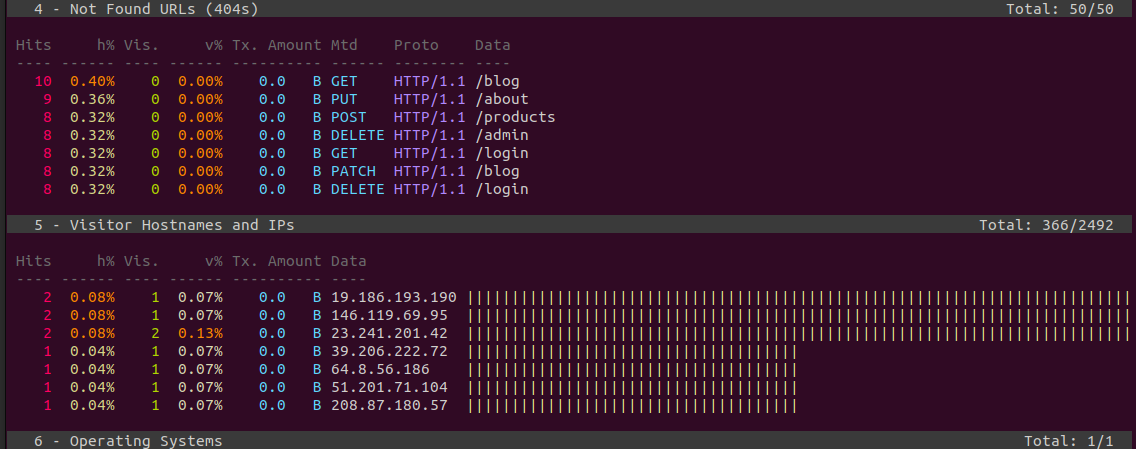 4 - Not Found URLs (404s) Total: 50/50
Hits h% Vis. v% Tx. Amount Mtd Proto Data
---- ------ ---- ------ ---------- ------ -------- ----
10 0.40% 0 0.00% 0.0 B GET HTTP/1.1 /blog
9 0.36% 0 0.00% 0.0 B PUT HTTP/1.1 /about
8 0.32% 0 0.00% 0.0 B POST HTTP/1.1 /products
8 0.32% 0 0.00% 0.0 B DELETE HTTP/1.1 /admin
8 0.32% 0 0.00% 0.0 B GET HTTP/1.1 /login
8 0.32% 0 0.00% 0.0 B PATCH HTTP/1.1 /blog
8 0.32% 0 0.00% 0.0 B DELETE HTTP/1.1 /login
5 - Visitor Hostnames and IPs Total: 366/2492
Hits h% Vis. v% Tx. Amount Data
---- ------ ---- ------ ---------- ----
2 0.08% 1 0.07% 0.0 B 19.186.193.190 ||||||||||||||||||||||||||||||||||||||||||||||||||||||||||||||||||||||||||
2 0.08% 1 0.07% 0.0 B 146.119.69.95 ||||||||||||||||||||||||||||||||||||||||||||||||||||||||||||||||||||||||||
2 0.08% 2 0.13% 0.0 B 23.241.201.42 ||||||||||||||||||||||||||||||||||||||||||||||||||||||||||||||||||||||||||
1 0.04% 1 0.07% 0.0 B 39.206.222.72 |||||||||||||||||||||||||||||||||||||
1 0.04% 1 0.07% 0.0 B 64.8.56.186 |||||||||||||||||||||||||||||||||||||
1 0.04% 1 0.07% 0.0 B 51.201.71.104 |||||||||||||||||||||||||||||||||||||
1 0.04% 1 0.07% 0.0 B 208.87.180.57 |||||||||||||||||||||||||||||||||||||
6 - Operating Systems Total: 1/1